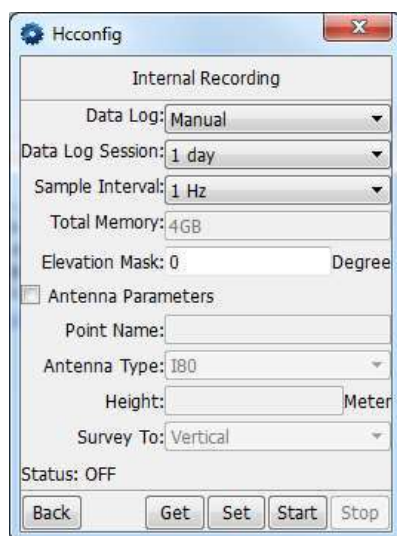 Hcconfig
Internal Recording
Data Log: Manual
Data Log Session: 1 day
Sample Interval: 1 Hz
Total Memory: 4GB
Elevation Mask: 0 Degree
Antenna Parameters
Point Name:
Antenna Type: I80
Height: Meter
Survey To: Vertical
Status: OFF
Back Get Set Start Stop